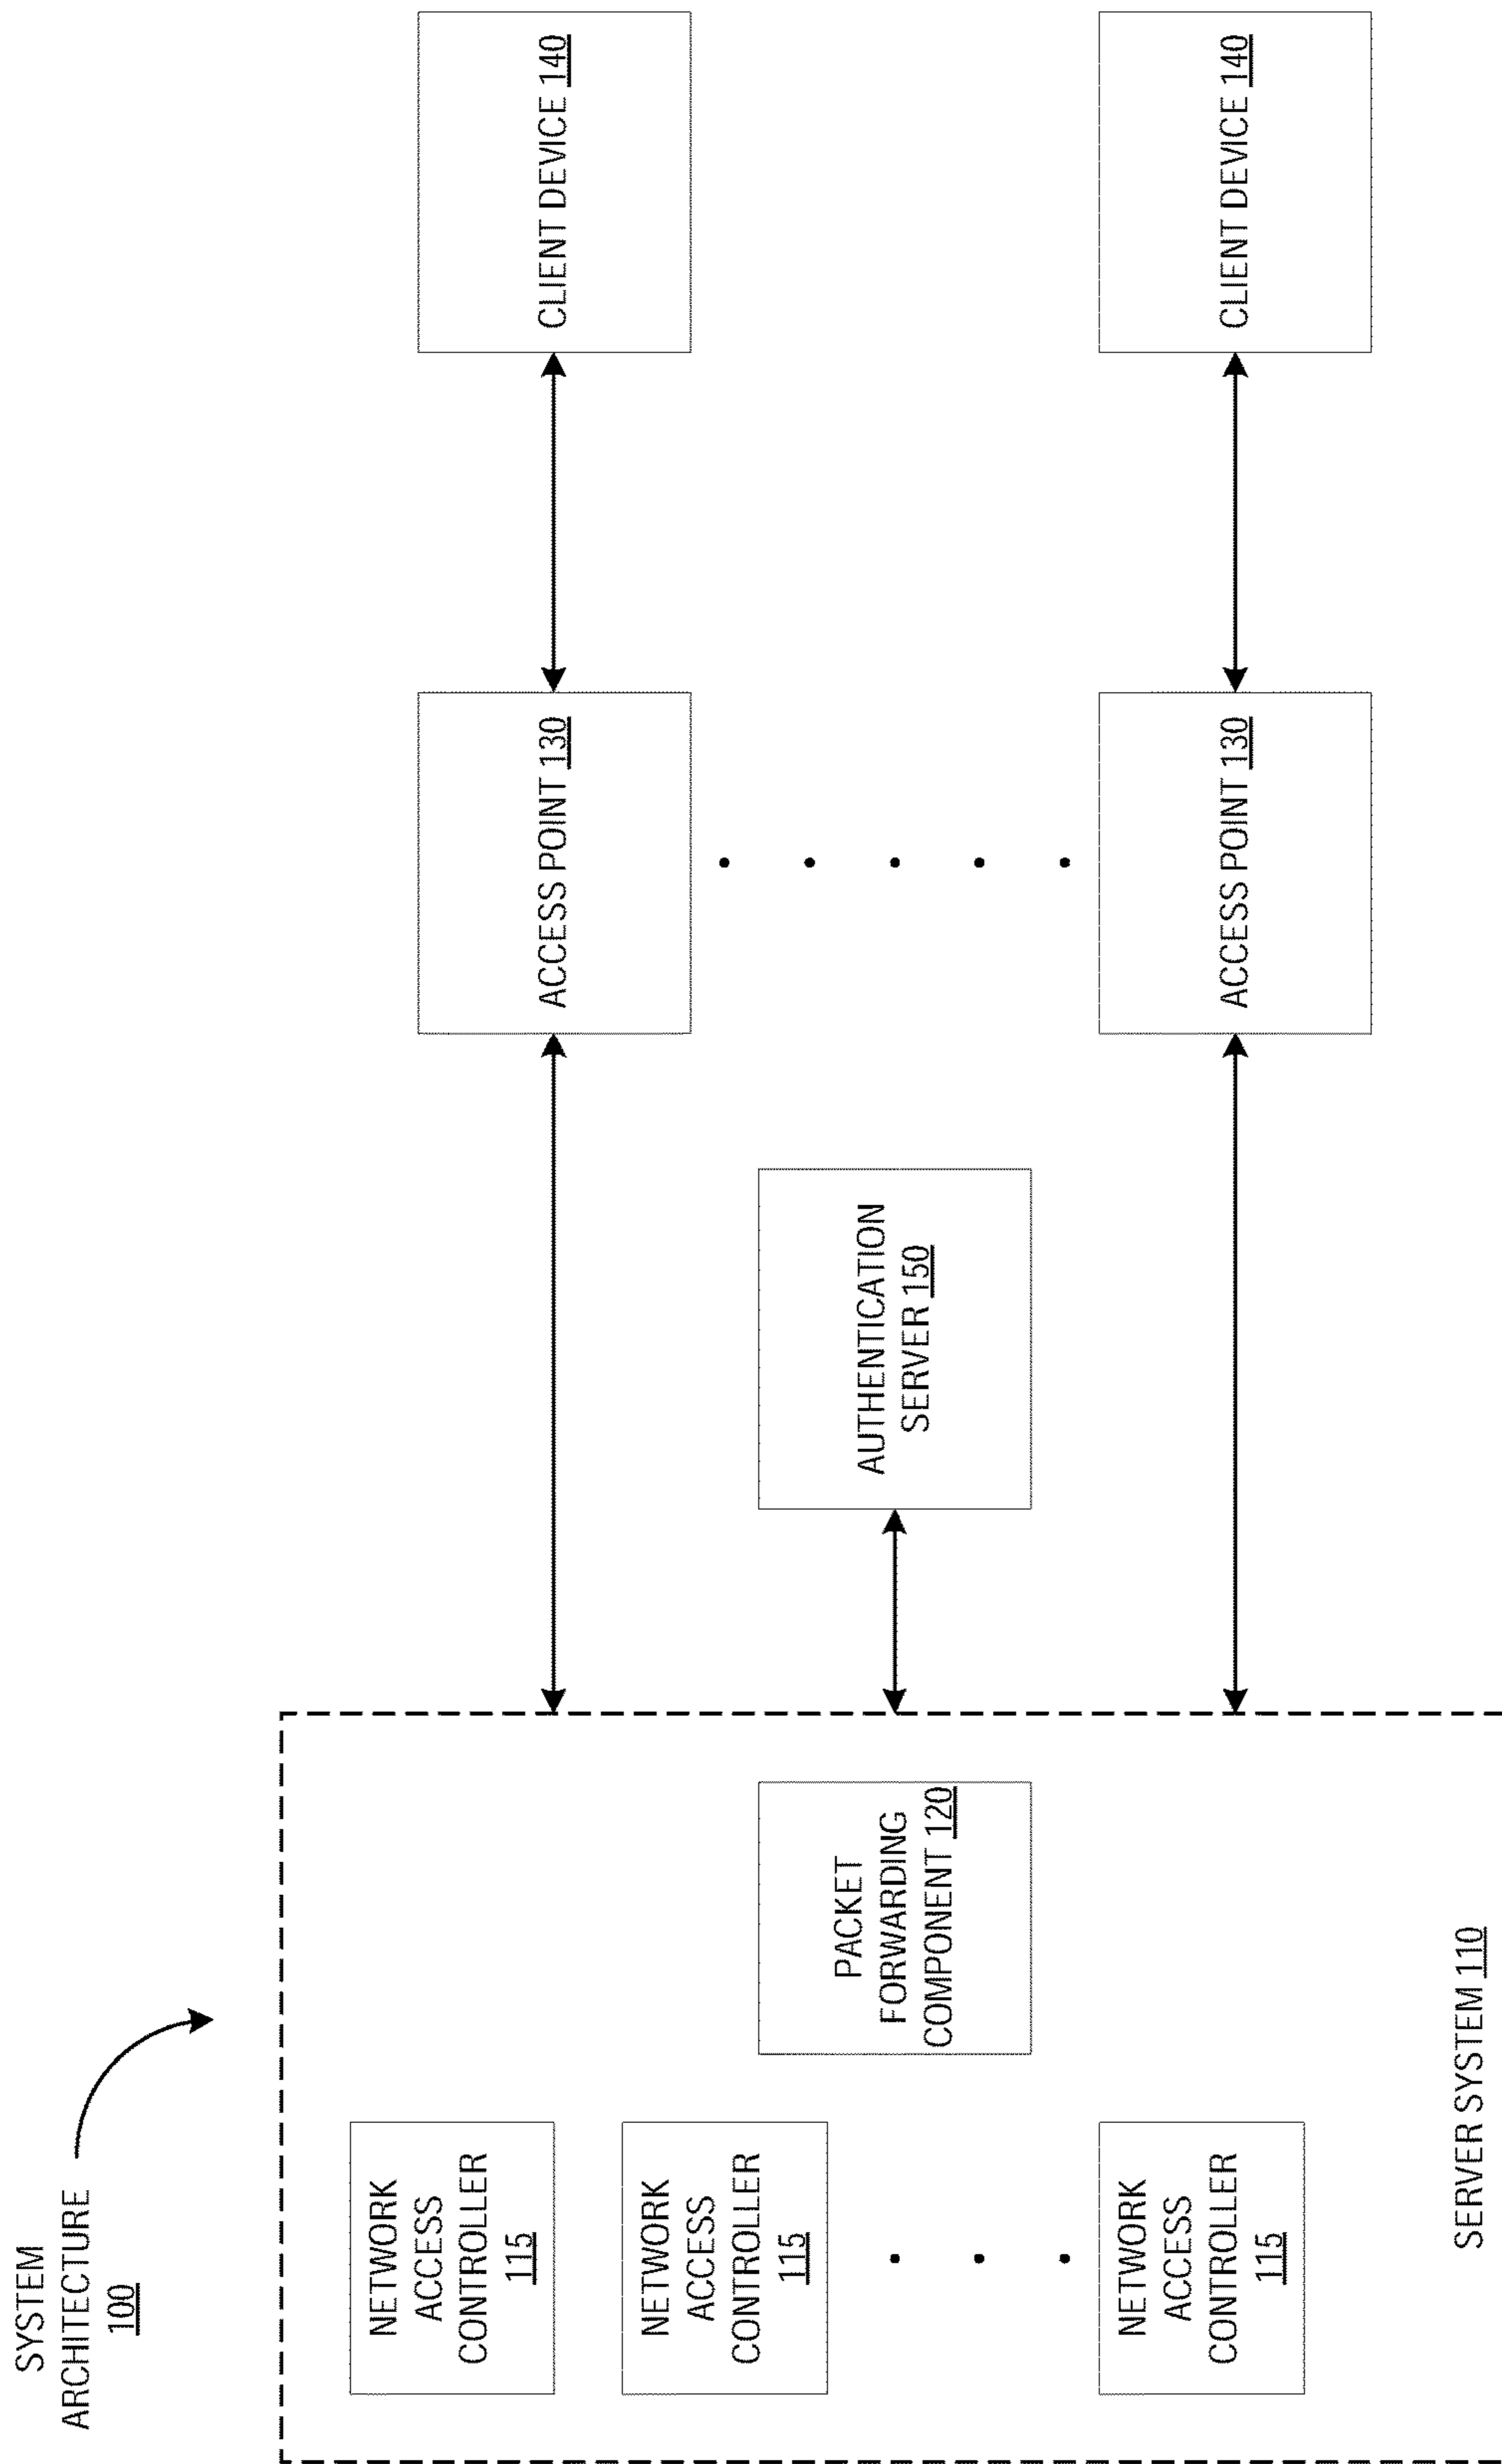 SYSTEM
ARCHITECTURE
100
NETWORK
ACCESS
CONTROLLER
115
NETWORK
ACCESS
CONTROLLER
115
NETWORK
ACCESS
CONTROLLER
115
PACKET
FORWARDING
COMPONENT 120
SERVER SYSTEM 110
AUTHENTICATION
SERVER 150
ACCESS POINT 130
ACCESS POINT 130
CLIENT DEVICE 140
CLIENT DEVICE 140